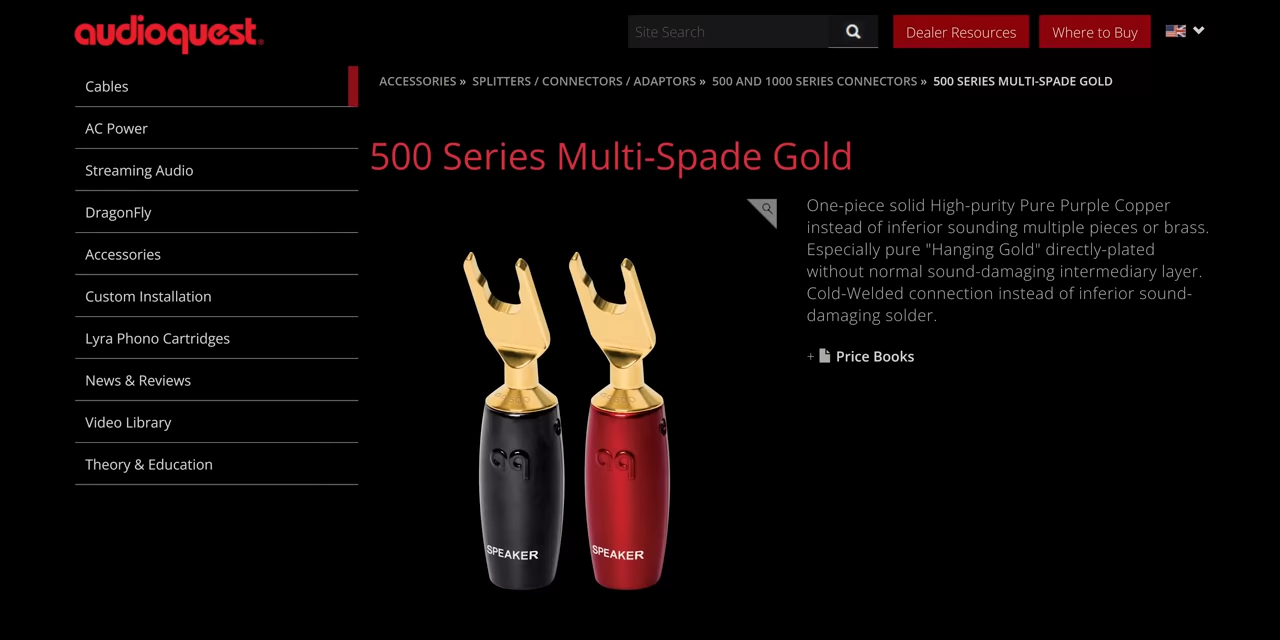 audioquest.
Site Search
Dealer Resources
Where to Buy
Cables
AC Power
Streaming Audio
DragonFly
Accessories
Custom Installation
Lyra Phono Cartridges
News & Reviews
Video Library
Theory & Education
ACCESSORIES » SPLITTERS / CONNECTORS / ADAPTORS » 500 AND 1000 SERIES CONNECTORS » 500 SERIES MULTI-SPADE GOLD
500 Series Multi-Spade Gold
aq
SPEAKER
aq
SPEAKER
One-piece solid High-purity Pure Purple Copper
instead of inferior sounding multiple pieces or brass.
Especially pure "Hanging Gold" directly-plated
without normal sound-damaging intermediary layer.
Cold-Welded connection instead of inferior sound-
damaging solder.
+ Price Books